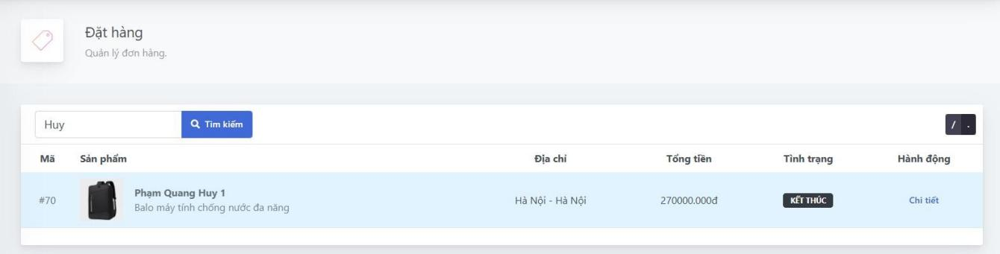 Đặt hàng
Quản lý đơn hàng.
Huy Tìm kiếm / .
Mã Sản phẩm Địa chỉ Tổng tiền Tình trạng Hành động
Phạm Quang Huy 1
#70 Balo máy tính chống nước đa năng Hà Nội - Hà Nội 270000.000đ KẾT THÚC Chi tiết